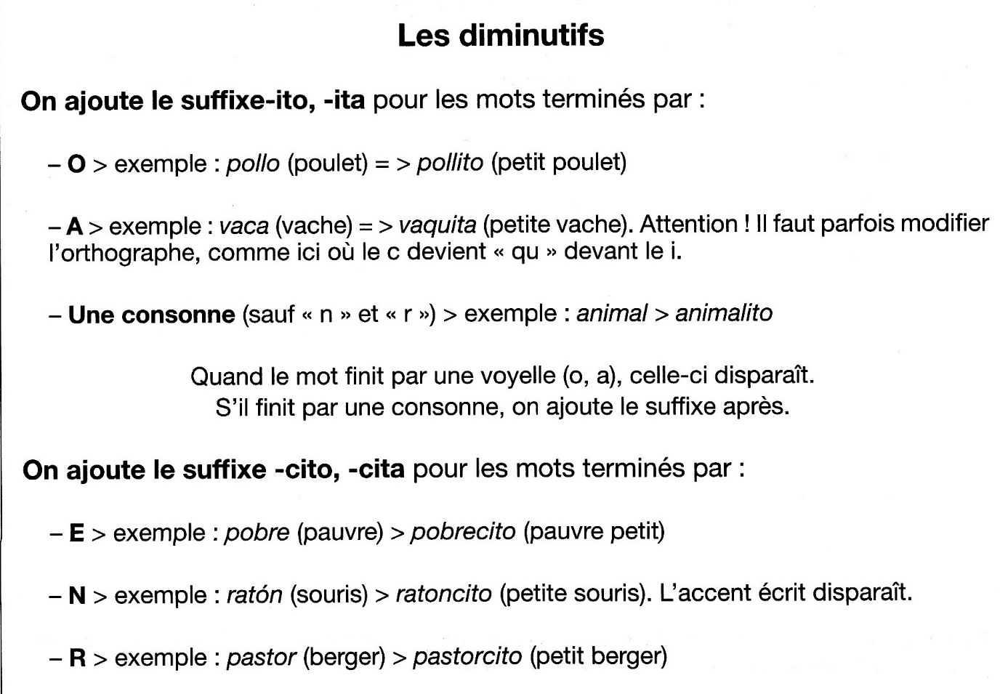 Les diminutifs
On ajoute le suffixe-ito, -ita pour les mots terminés par :
– O > exemple : pollo (poulet) = > pollito (petit poulet)
– A > exemple : vaca (vache) = > vaquita (petite vache). Attention ! Il faut parfois modifier
l'orthographe, comme ici où le c devient « qu » devant le i.
– Une consonne (sauf « n » et « r ») > exemple : animal > animalito
Quand le mot finit par une voyelle (o, a), celle-ci disparaît.
S'il finit par une consonne, on ajoute le suffixe après.
On ajoute le suffixe -cito, -cita pour les mots terminés par :
– E > exemple : pobre (pauvre) > pobrecito (pauvre petit)
– N > exemple : ratón (souris) > ratoncito (petite souris). L'accent écrit disparaît.
– R > exemple : pastor (berger) > pastorcito (petit berger)